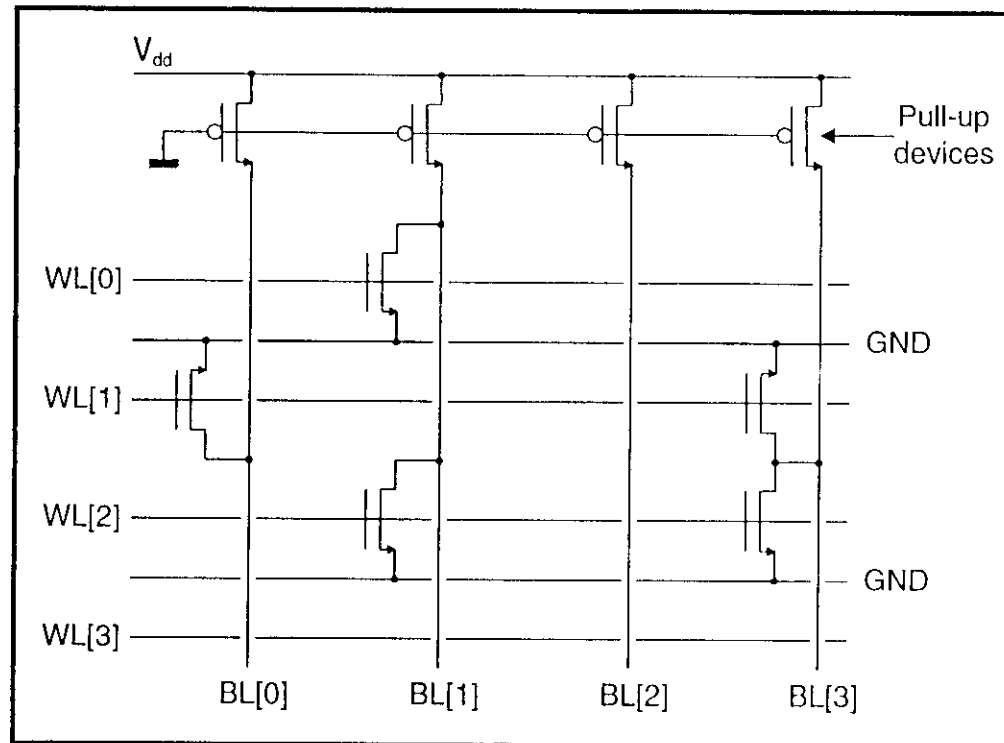 V_dd
Pull-up
devices
WL[0]
GND
WL[1]
WL[2]
GND
WL[3]
BL[0] BL[1] BL[2] BL[3]